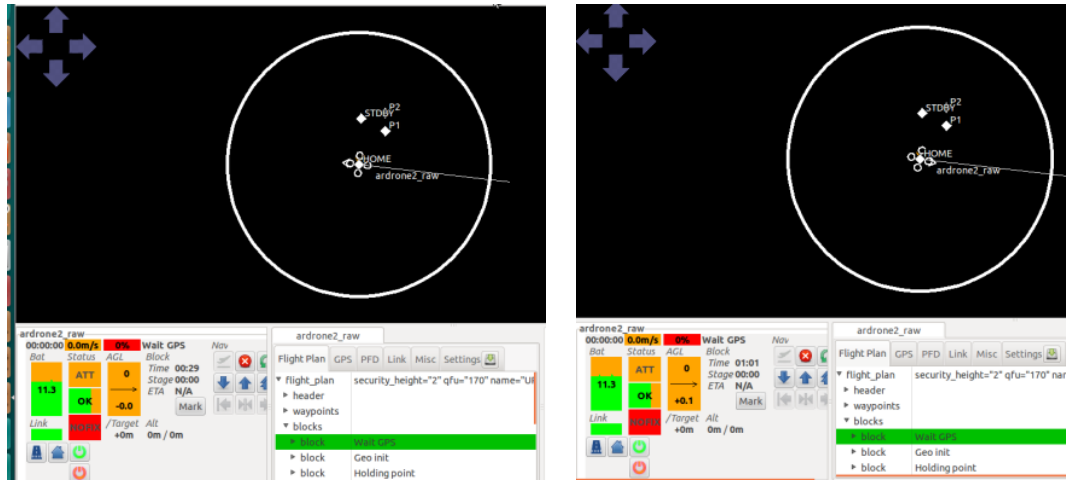 STDBY P2
P1
HOME
ardrone2_raw
ardrone2_raw
00:00:00 0.0m/s 0% Wait GPS Nav
Bat Status AGL Block
Time 00:29
Stage 00:00
ETA N/A
ATT 0
11.3
OK -0.0
Mark
Link NOFIX /Target Alt
+0m 0m / 0m
ardrone2_raw
Flight Plan GPS PFD Link Misc Settings
flight_plan security_height="2" qfu="170" name="
header
waypoints
blocks
block Wait GPS
block Geo init
block Holding point
STDBY P2
P1
HOME
ardrone2_raw
ardrone2_raw
00:00:00 0.0m/s 0% Wait GPS Nav
Bat Status AGL Block
Time 01:01
Stage 00:00
ETA N/A
ATT 0
11.3
OK +0.1
Mark
Link NOFIX /Target Alt
+0m 0m / 0m
ardrone2_raw
Flight Plan GPS PFD Link Misc Settings
flight_plan security_height="2" qfu="170"
header
waypoints
blocks
block Wait GPS
block Geo init
block Holding point